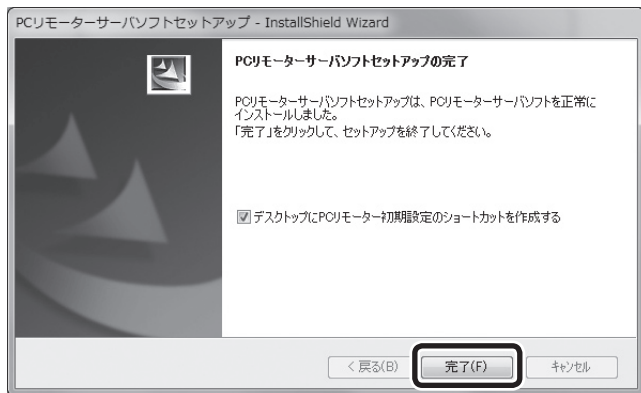 PCリモーターサーバソフトセットアップ - InstallShield Wizard
PCリモーターサーバソフトセットアップの完了
PCリモーターサーバソフトセットアップは、PCリモーターサーバソフトを正常に
インストールしました。
「完了」をクリックして、セットアップを終了してください。
デスクトップにPCリモーター初期設定のショートカットを作成する
< 戻る(B)
完了(F)
キャンセル